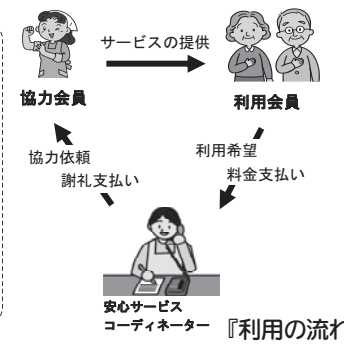 サービスの提供
協力会員
利用会員
協力依頼
謝礼支払い
利用希望
料金支払い
安心サービス
コーディネーター
『利用の流れ